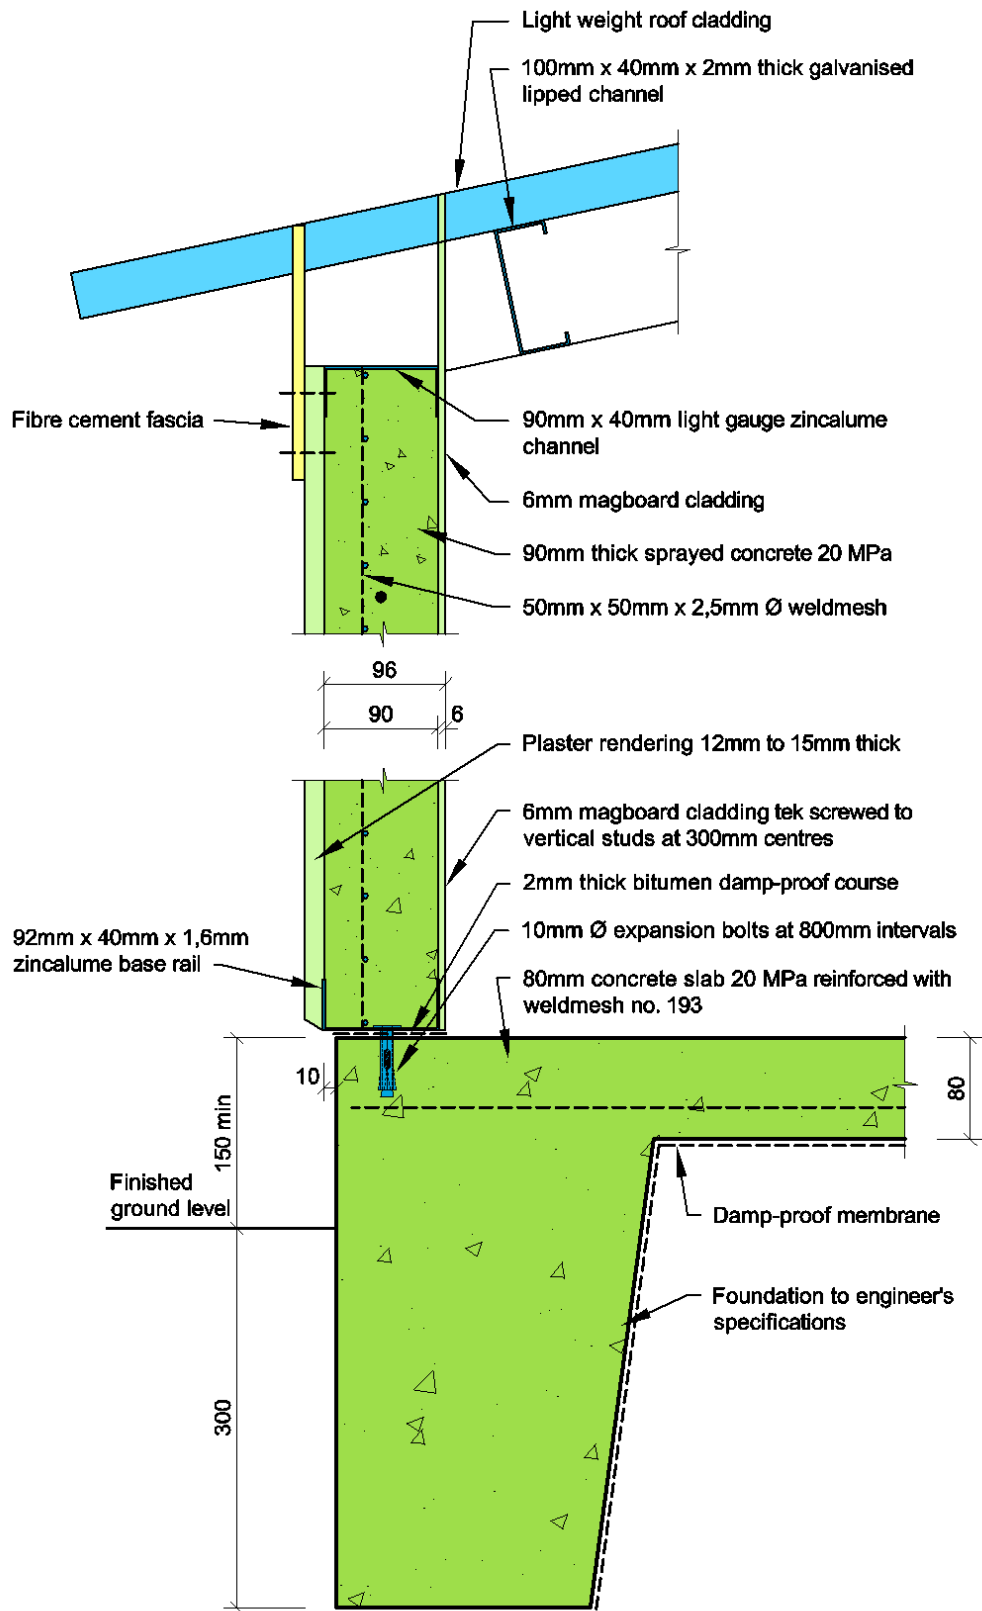 Light weight roof cladding
100mm x 40mm x 2mm thick galvanised
lipped channel
Fibre cement fascia
90mm x 40mm light gauge zincalume
channel
6mm magboard cladding
90mm thick sprayed concrete 20 MPa
50mm x 50mm x 2,5mm Ø weldmesh
96
90
6
Plaster rendering 12mm to 15mm thick
6mm magboard cladding tek screwed to
vertical studs at 300mm centres
2mm thick bitumen damp-proof course
92mm x 40mm x 1,6mm
zincalume base rail
10mm Ø expansion bolts at 800mm intervals
80mm concrete slab 20 MPa reinforced with
weldmesh no. 193
10
80
150 min
Finished
ground level
Damp-proof membrane
Foundation to engineer's
specifications
300